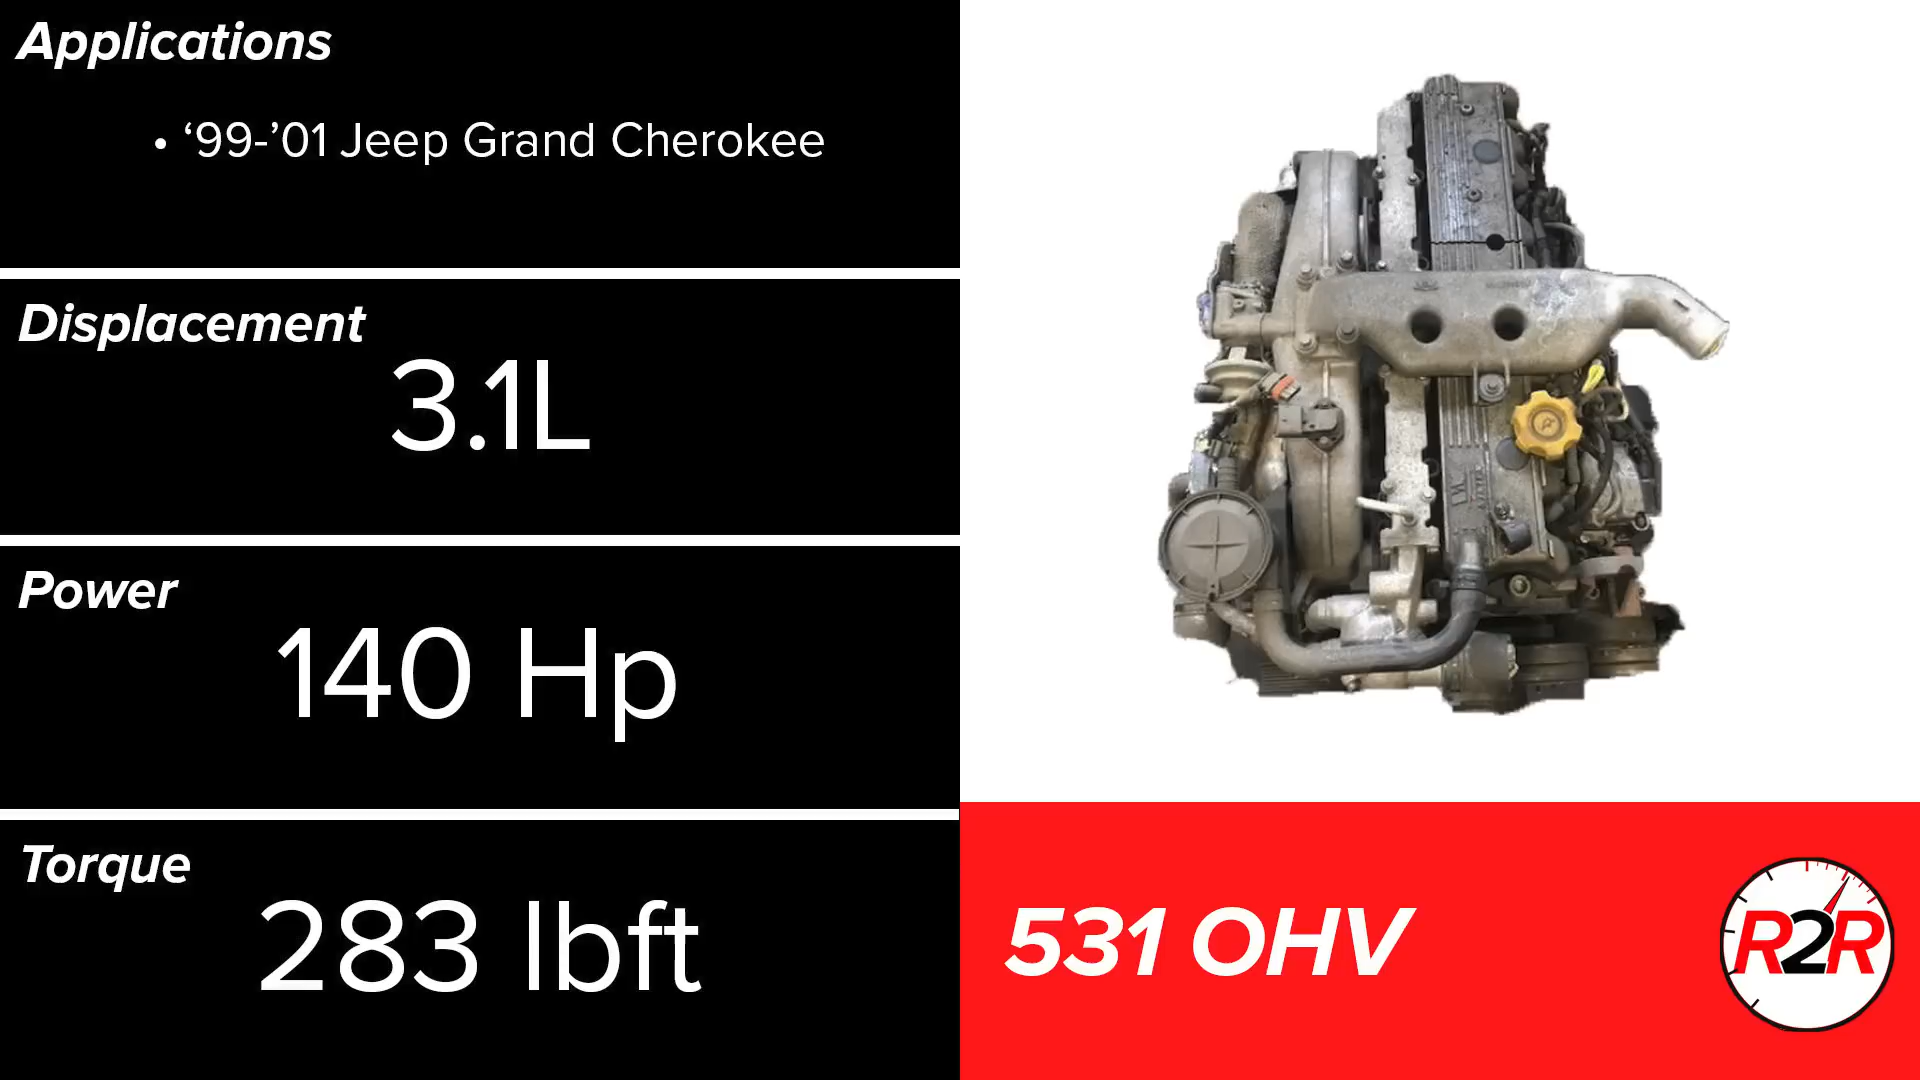 Applications
• ‘99-’01 Jeep Grand Cherokee
Displacement
3.1L
Power
140 Hp
Torque
283 lbft
531 OHV
R2R